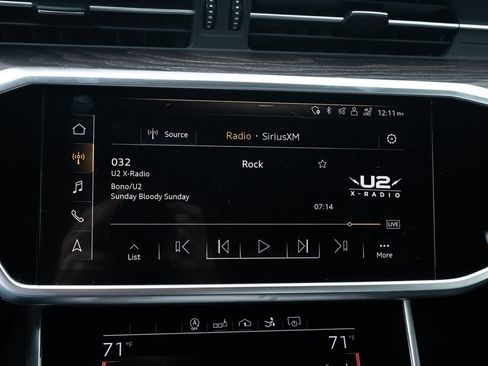 12:11 PM
Source
Radio · SiriusXM
032
Rock
U2 X-Radio
Bono/U2
Sunday Bloody Sunday
U2
X-RADIO
07:14
LIVE
List
More
OFF
71°F
71°F